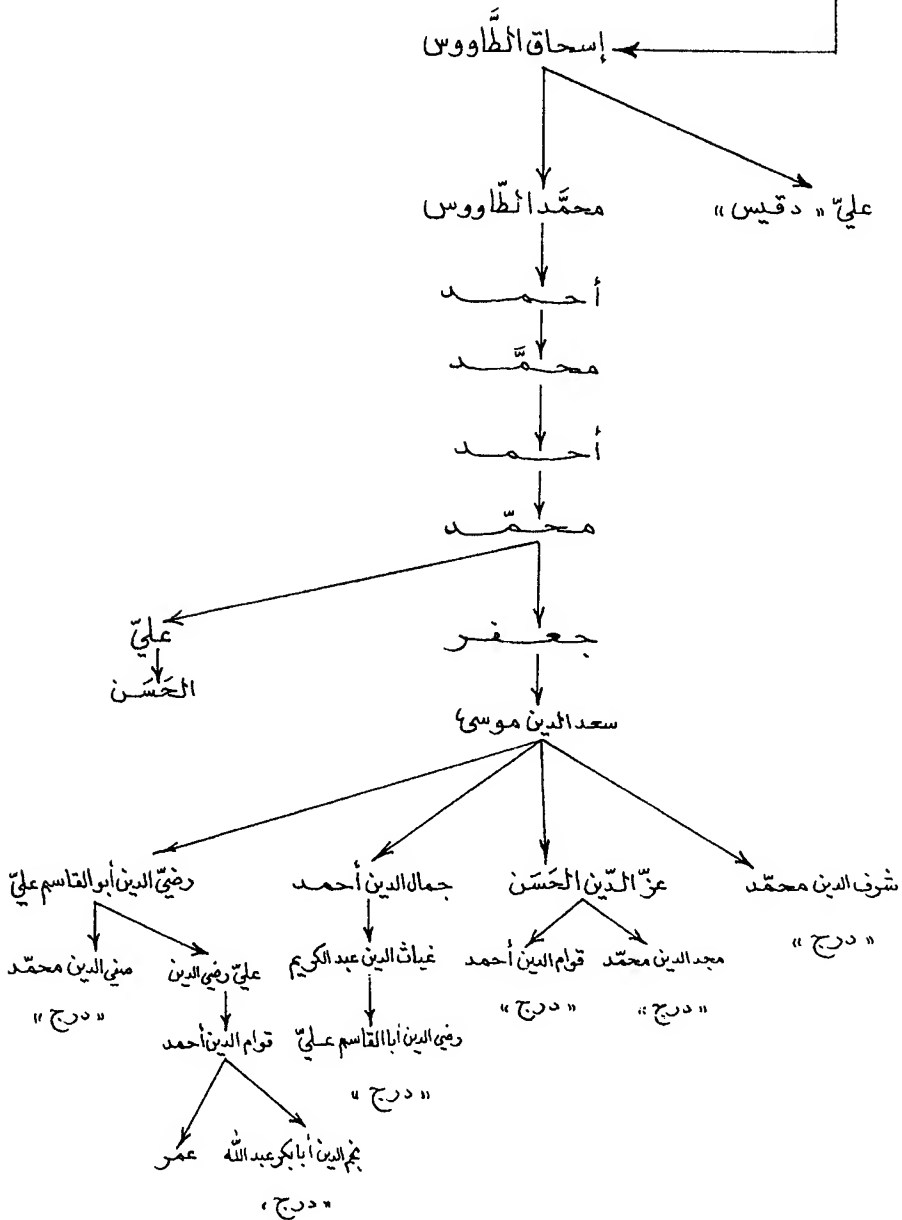 إسحاق الطَّاووس
عليّ « دقيس »
محمَّد الطّاووس
أحمد
محمَّد
أحمد
محمّد
جعفر
عليّ
الحَسَن
سعد الدين موسى
شرف الدين محمّد
« درج »
عزّ الدّين الحَسَن
جمال الدين أحمد
رضيّ الدين أبو القاسم عليّ
مجد الدين محمّد
« درج »
قوام الدين أحمد
« درج »
غياث الدين عبد الكريم
عليّ رضي الدين
صفي الدين محمّد
« درج »
رضي الدين أبا القاسم عليّ
« درج »
قوام الدين أحمد
نجم الدين أبا بكر عبد الله
« درج »
عمر